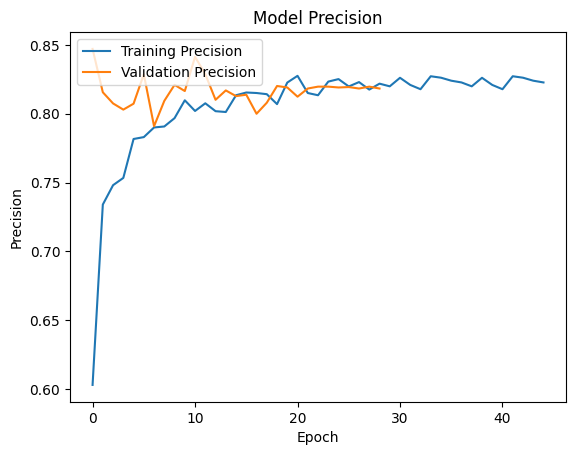 Model Precision
Training Precision
Validation Precision
0.85
0.80
0.75
0.70
0.65
0.60
Precision
0
10
20
30
40
Epoch